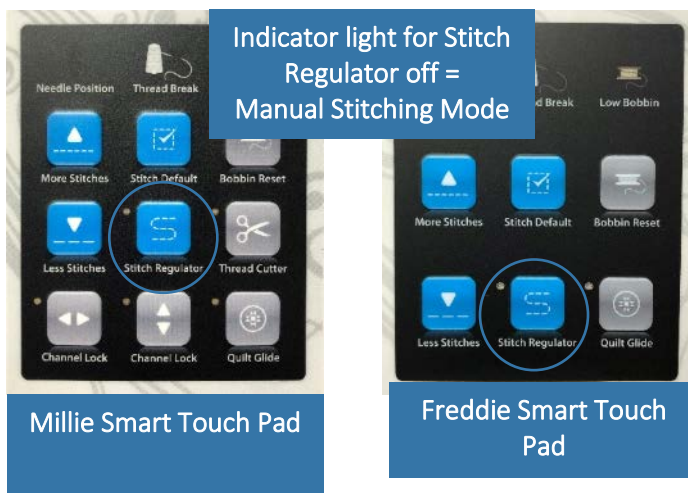 Indicator light for Stitch
Regulator off =
Manual Stitching Mode
Needle Position Thread Break
More Stitches Stitch Default Bobbin Reset
Less Stitches Stitch Regulator Thread Cutter
Channel Lock Channel Lock Quilt Glide
Millie Smart Touch Pad
Break Low Bobbin
More Stitches Stitch Default Bobbin Reset
Less Stitches Stitch Regulator Quilt Glide
Freddie Smart Touch
Pad